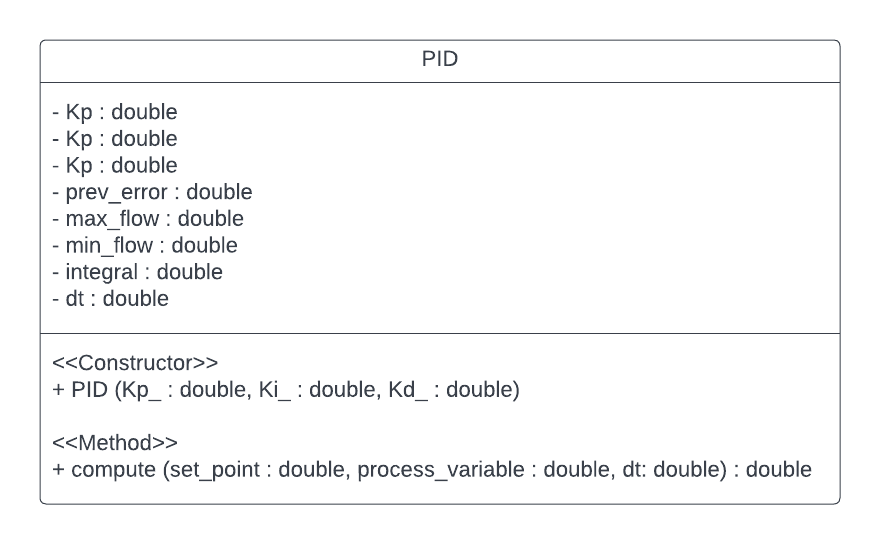 PID
- Kp : double
- Kp : double
- Kp : double
- prev_error : double
- max_flow : double
- min_flow : double
- integral : double
- dt : double
<<Constructor>>
+ PID (Kp_ : double, Ki_ : double, Kd_ : double)
<<Method>>
+ compute (set_point : double, process_variable : double, dt: double) : double